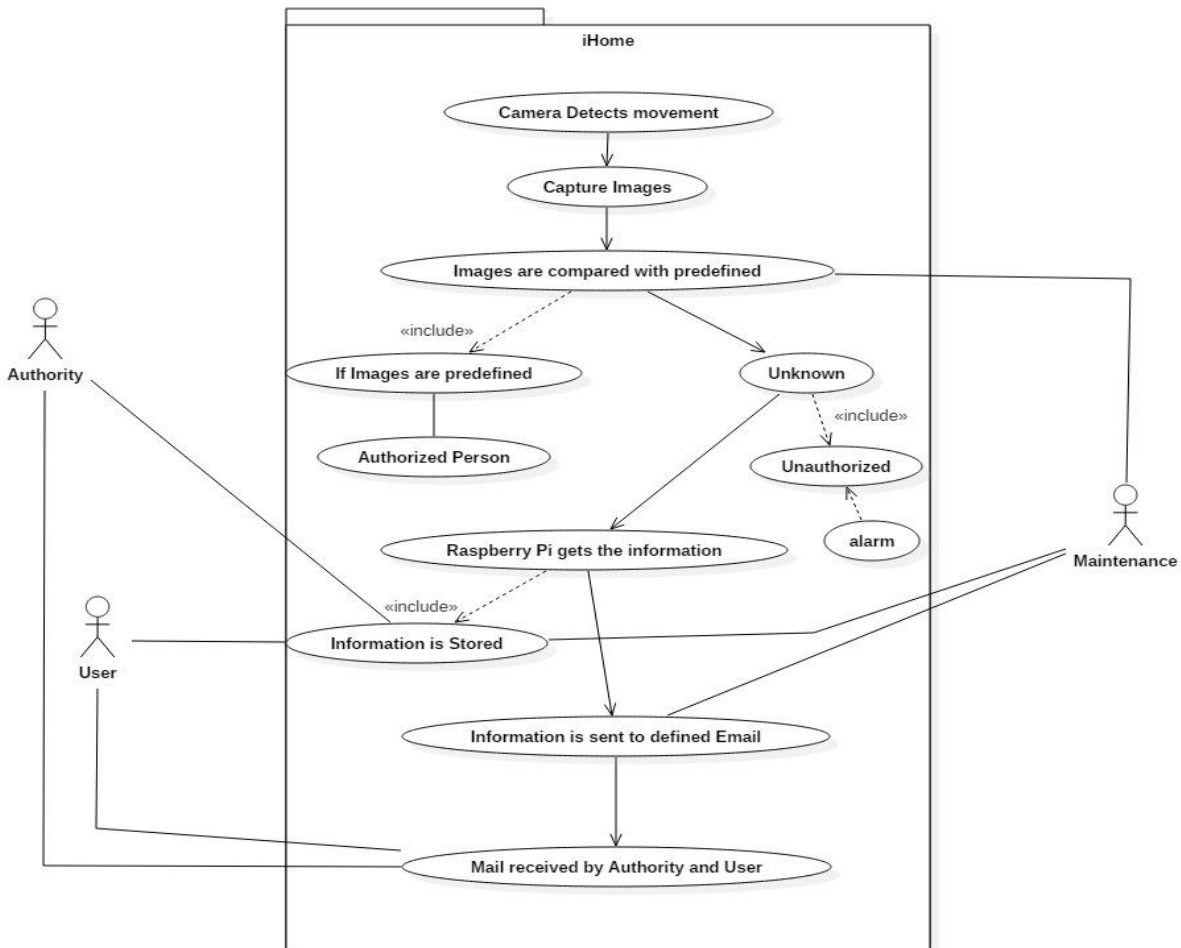 iHome
Camera Detects movement
Capture Images
Images are compared with predefined
«include»
Authority
If Images are predefined
Unknown
«include»
Authorized Person
Unauthorized
alarm
Raspberry Pi gets the information
Maintenance
«include»
Information is Stored
User
Information is sent to defined Email
Mail received by Authority and User